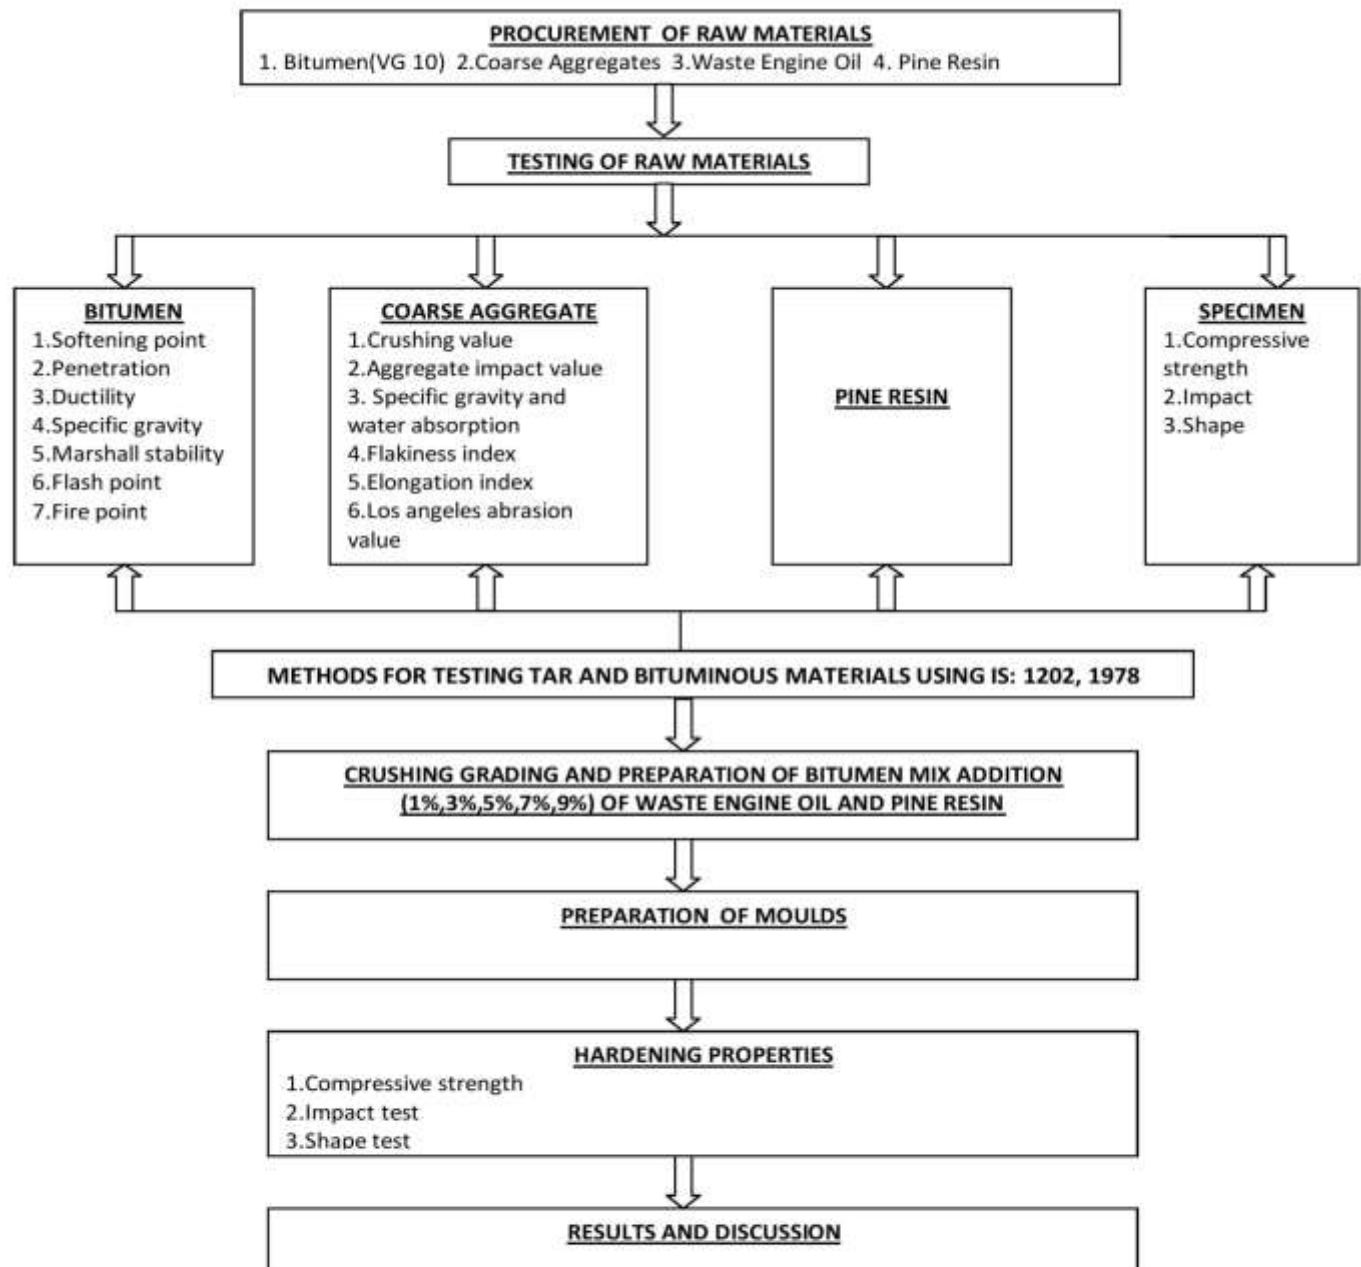 PROCUREMENT OF RAW MATERIALS
1. Bitumen(VG 10) 2.Coarse Aggregates 3.Waste Engine Oil 4. Pine Resin
TESTING OF RAW MATERIALS
BITUMEN
1.Softening point
2.Penetration
3.Ductility
4.Specific gravity
5.Marshall stability
6.Flash point
7.Fire point
COARSE AGGREGATE
1.Crushing value
2.Aggregate impact value
3. Specific gravity and
water absorption
4.Flakiness index
5.Elongation index
6.Los angeles abrasion
value
PINE RESIN
SPECIMEN
1.Compressive
strength
2.Impact
3.Shape
METHODS FOR TESTING TAR AND BITUMINOUS MATERIALS USING IS: 1202, 1978
CRUSHING GRADING AND PREPARATION OF BITUMEN MIX ADDITION
(1%,3%,5%,7%,9%) OF WASTE ENGINE OIL AND PINE RESIN
PREPARATION OF MOULDS
HARDENING PROPERTIES
1.Compressive strength
2.Impact test
3.Shape test
RESULTS AND DISCUSSION